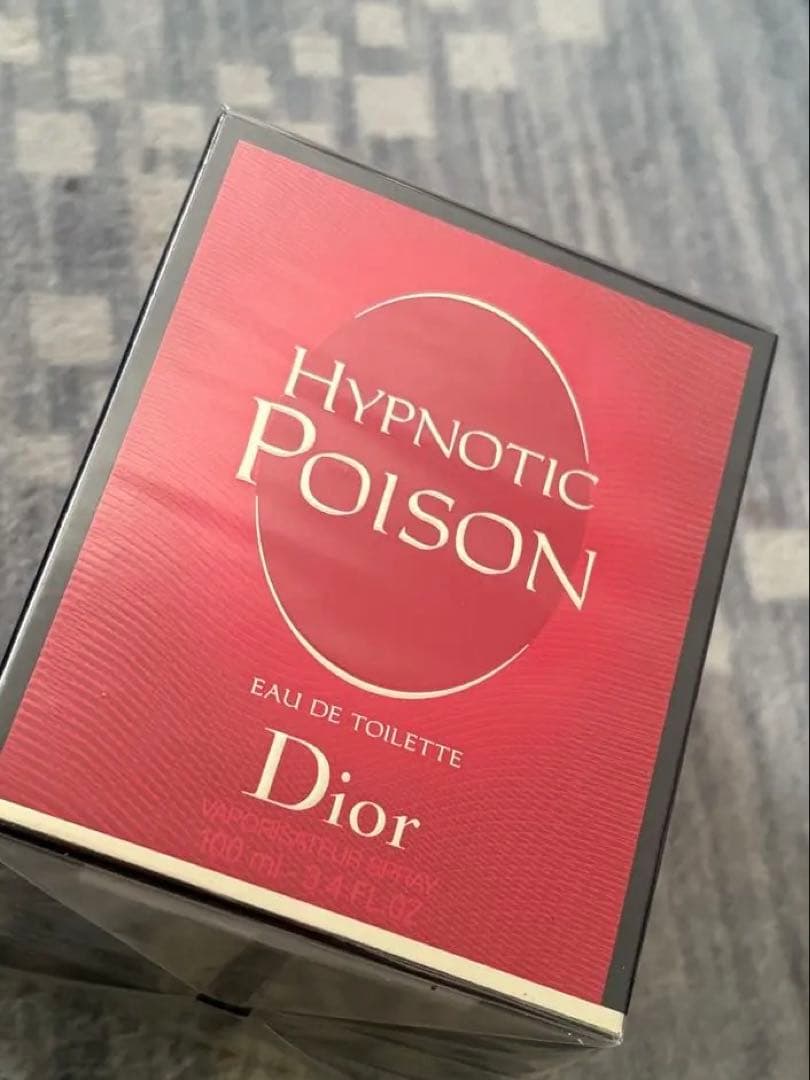 HYPNOTIC
POISON
EAU DE TOILETTE
Dior
VAPORISATEUR SPRAY
100 ml - 3.4 FL.OZ